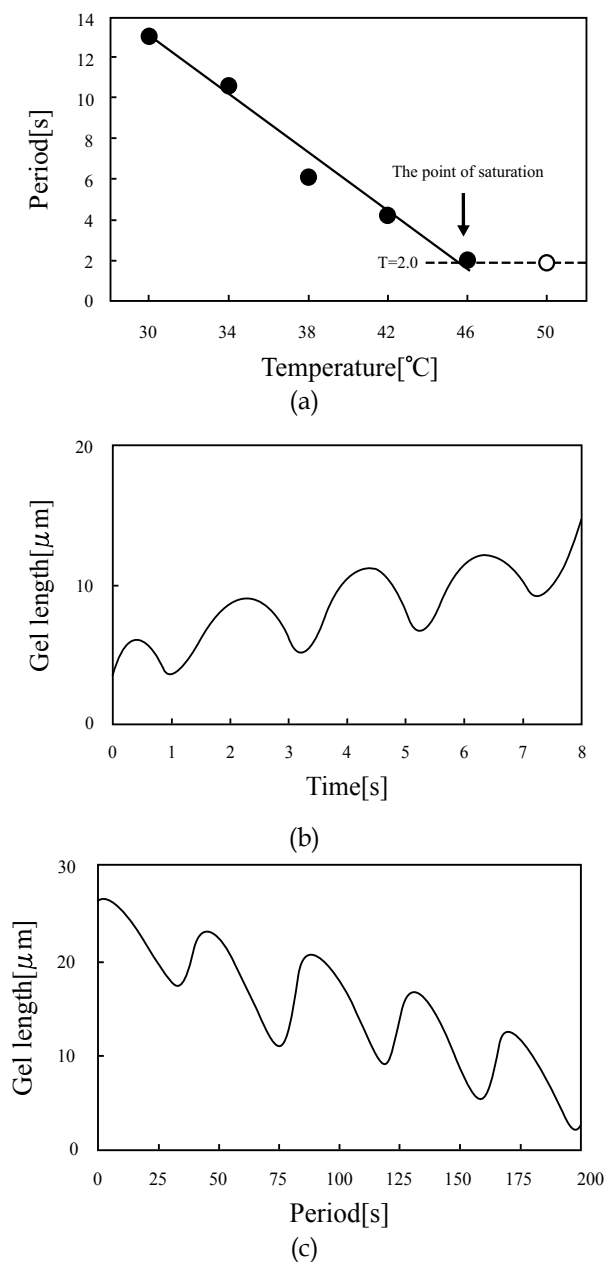 14
12
10
8
6
4
2
0
Period[s]
The point of saturation
T=2.0
30 34 38 42 46 50
Temperature[°C]
(a)
20
10
0
Gel length[μm]
0 1 2 3 4 5 6 7 8
Time[s]
(b)
30
20
10
0
Gel length[μm]
0 25 50 75 100 125 150 175 200
Period[s]
(c)